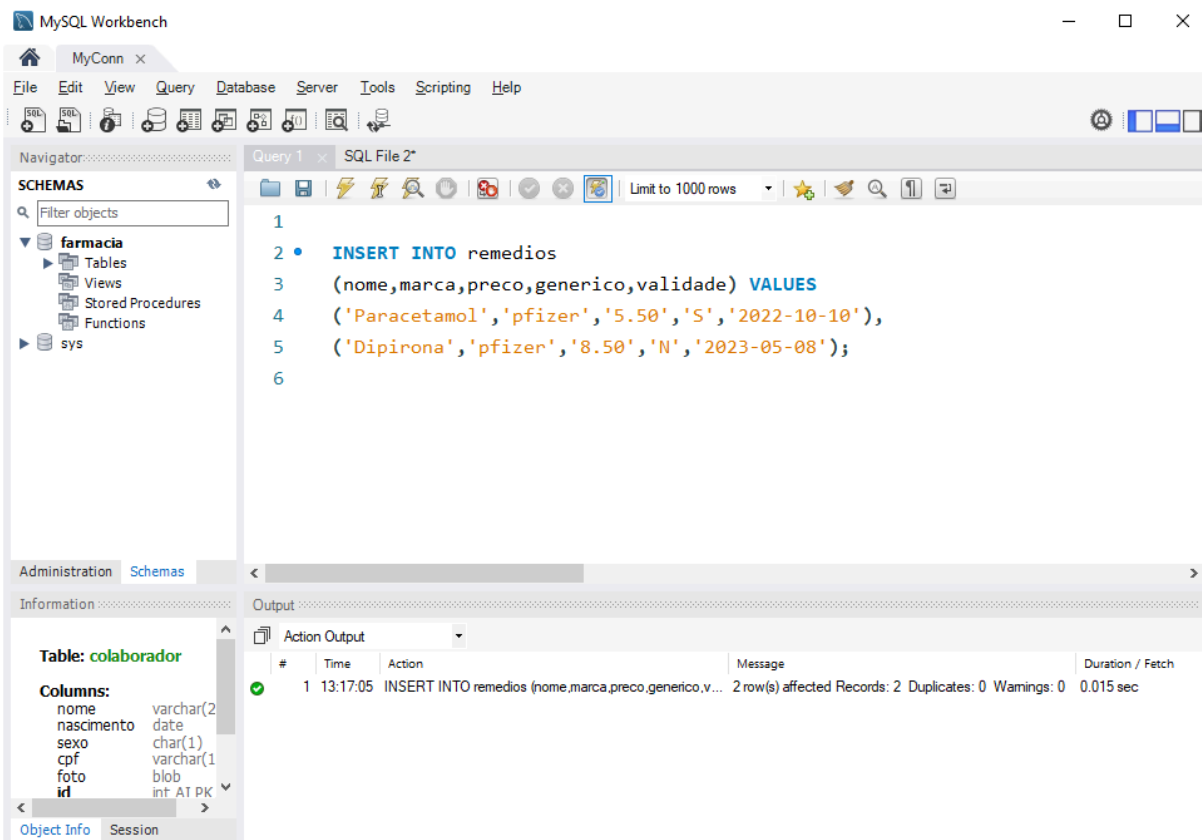 MySQL Workbench
MyConn
File Edit View Query Database Server Tools Scripting Help
SQL SQL
Navigator
SCHEMAS
Filter objects
farmacia
Tables
Views
Stored Procedures
Functions
sys
Administration Schemas
Query 1 SQL File 2*
Limit to 1000 rows
1
2 INSERT INTO remedios
3 (nome,marca,preco,generico,validade) VALUES
4 ('Paracetamol','pfizer','5.50','S','2022-10-10'),
5 ('Dipirona','pfizer','8.50','N','2023-05-08');
6
Information
Table: colaborador
Columns:
nome varchar(2
nascimento date
sexo char(1)
cpf varchar(1
foto blob
id int AI PK
Object Info Session
Output
Action Output
# Time Action Message Duration / Fetch
1 13:17:05 INSERT INTO remedios (nome,marca,preco,generico,v... 2 row(s) affected Records: 2 Duplicates: 0 Warnings: 0 0.015 sec